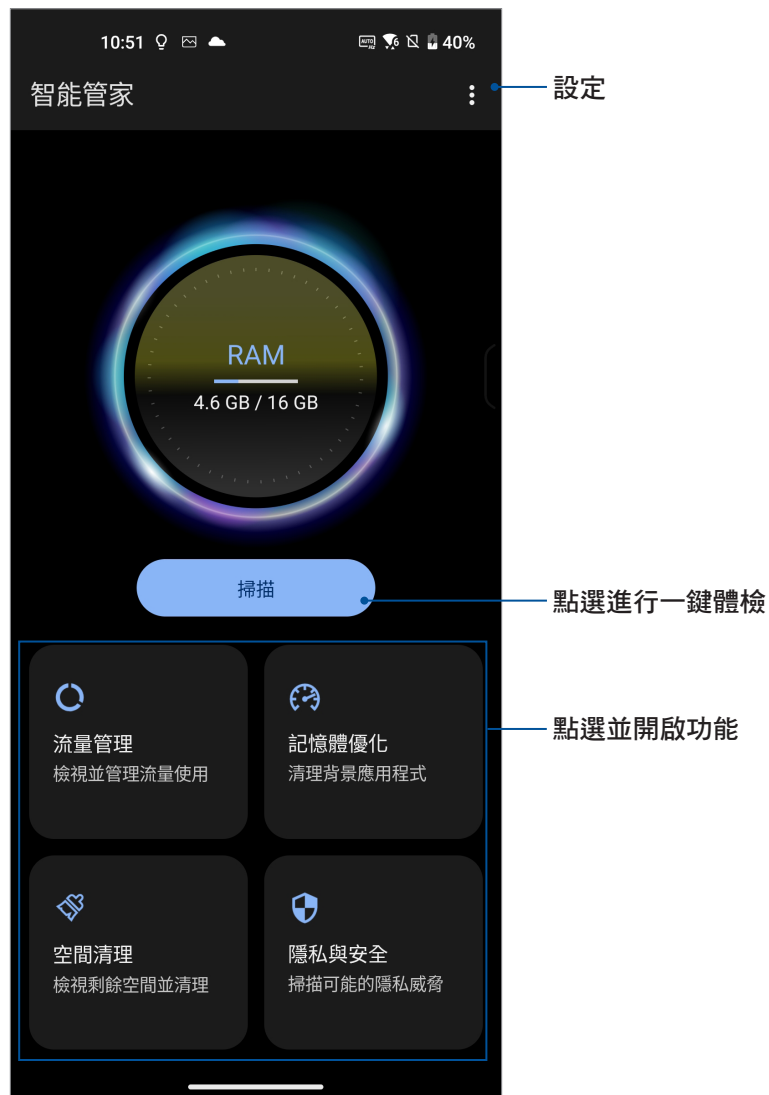 10:51 40%
智能管家
設定
RAM
4.6 GB / 16 GB
掃描
點選進行一鍵體檢
流量管理
檢視並管理流量使用
記憶體優化
清理背景應用程式
點選並開啟功能
空間清理
檢視剩餘空間並清理
隱私與安全
掃描可能的隱私威脅